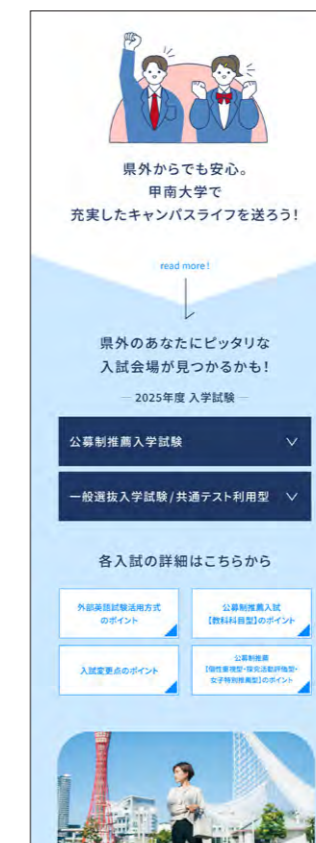 県外からでも安心。
甲南大学で
充実したキャンパスライフを送ろう!
read more!
県外のあなたにピッタリな
入試会場が見つかるかも!
― 2025年度 入学試験 ―
公募制推薦入学試験
一般選抜入学試験/共通テスト利用型
各入試の詳細はこちらから
外部英語試験活用方式
のポイント
公募制推薦入試
【教科科目型】のポイント
入試変更点のポイント
公募制推薦
【個性重視型・探究活動評価型・
女子特別推薦型】のポイント